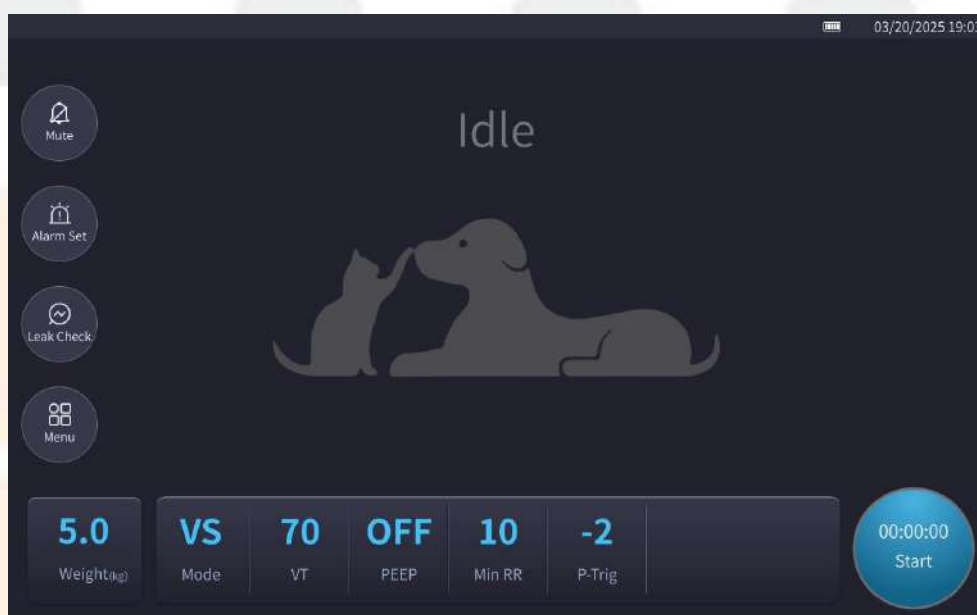 03/20/2025 19:03
Mute
Idle
Alarm Set
Leak Check
Menu
5.0 VS 70 OFF 10 -2
Weight(kg) Mode VT PEEP Min RR P-Trig
00:00:00
Start